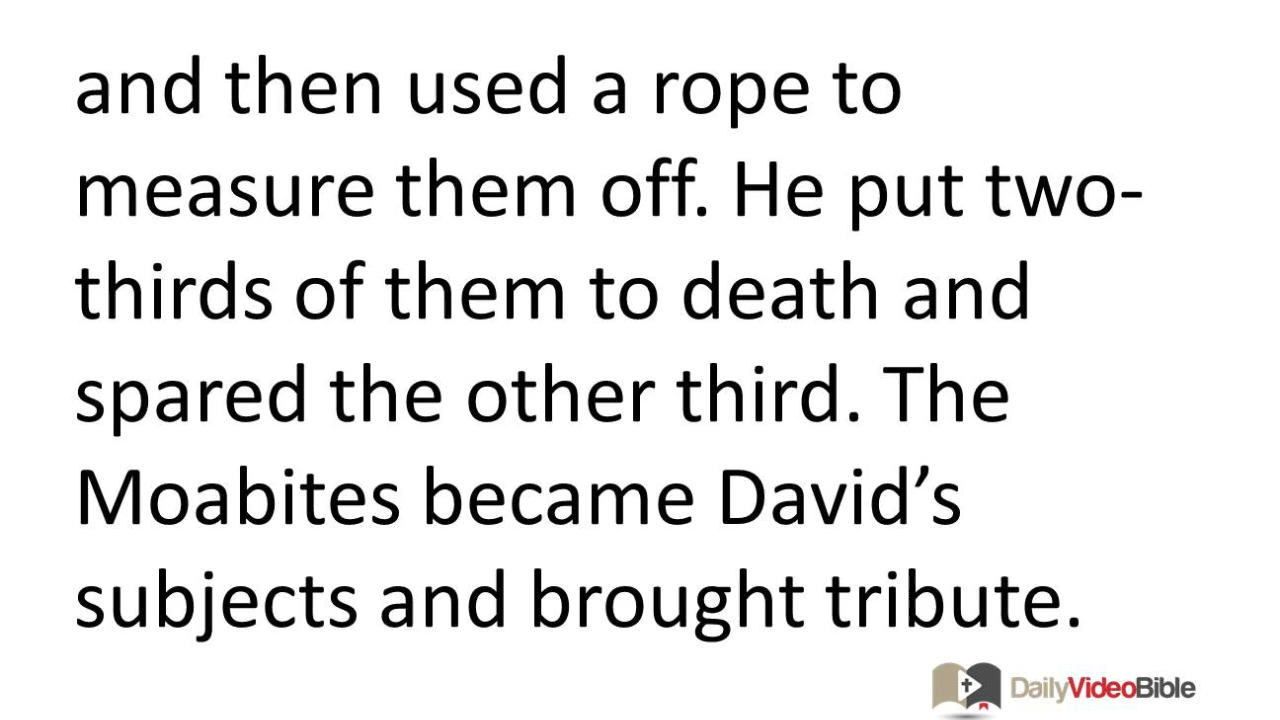 and then used a rope to
measure them off. He put two-
thirds of them to death and
spared the other third. The
Moabites became David’s
subjects and brought tribute.
DailyVideoBible